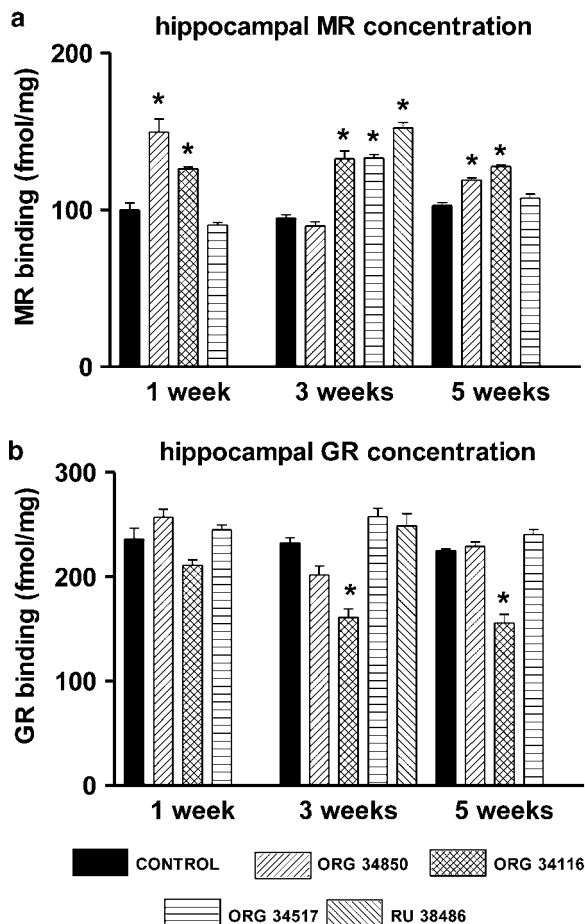 a
hippocampal MR concentration
200
100
0
MR binding (fmol/mg)
* * * * * * *
1 week 3 weeks 5 weeks
b
hippocampal GR concentration
300
200
100
0
GR binding (fmol/mg)
* *
1 week 3 weeks 5 weeks
CONTROL ORG 34850 ORG 34116
ORG 34517 RU 38486